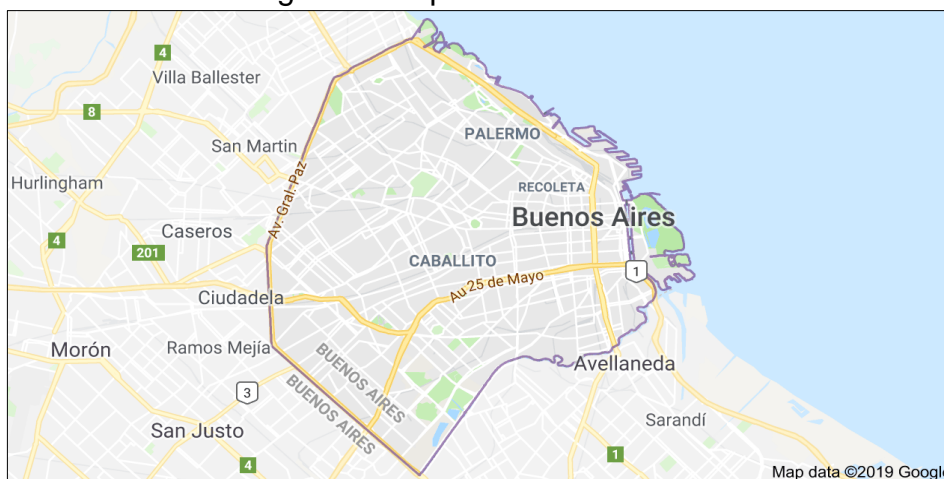 4
Villa Ballester
8
PALERMO
San Martin
Hurlingham
RECOLETA
Av. Gral. Paz
Buenos Aires
Caseros
4
201
CABALLITO
1
Au 25 de Mayo
Ciudadela
Morón
Ramos Mejía
BUENOS AIRES
BUENOS AIRES
Avellaneda
3
San Justo
Sarandí
4
1
Map data ©2019 Google